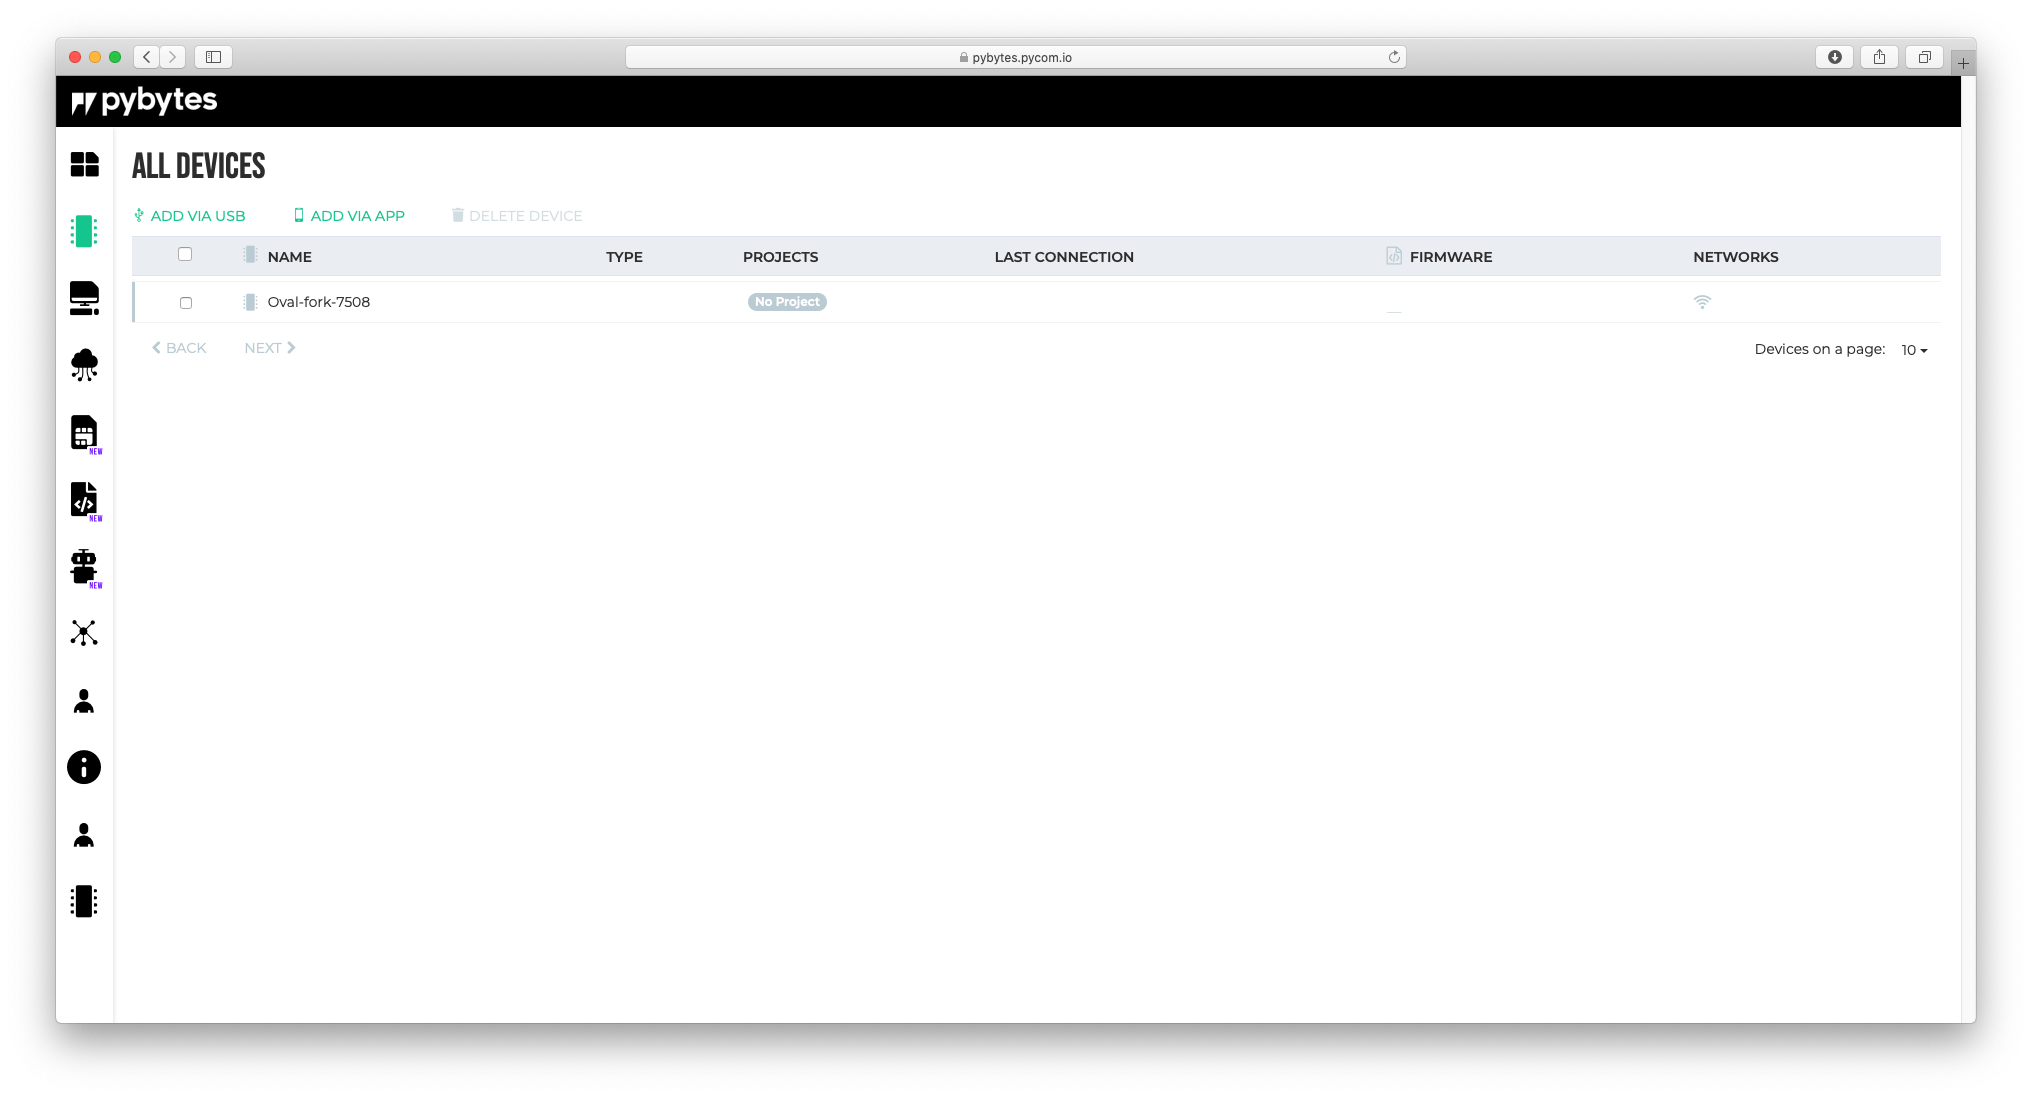 pybytes.pycom.io
pybytes
ALL DEVICES
ADD VIA USB ADD VIA APP DELETE DEVICE
NAME TYPE PROJECTS LAST CONNECTION FIRMWARE NETWORKS
Oval-fork-7508 No Project
BACK NEXT Devices on a page: 10
NEW
NEW
NEW